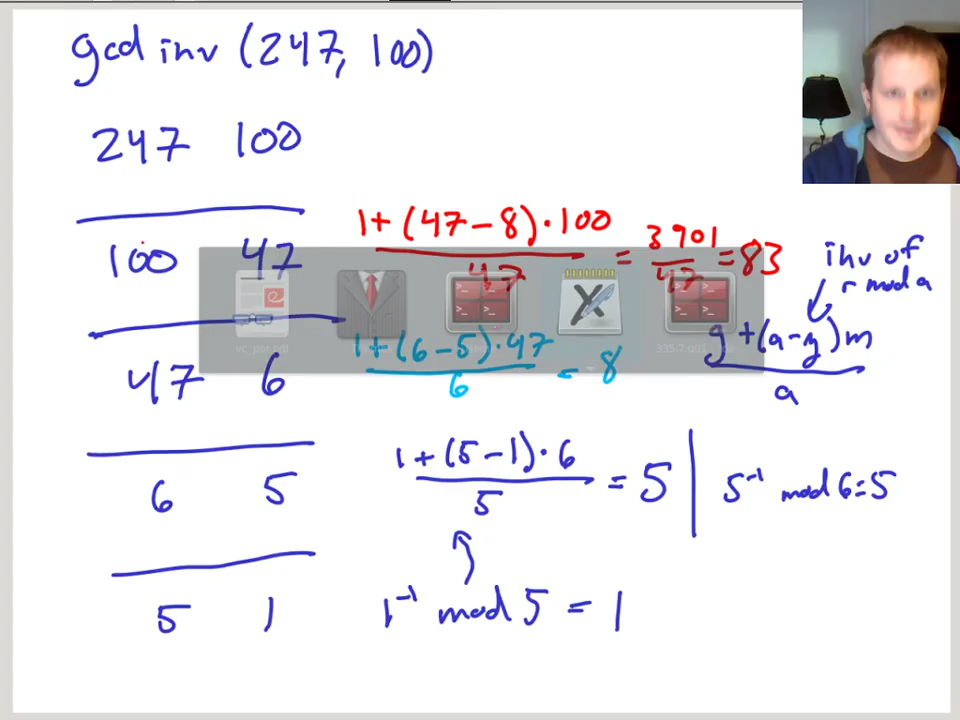 gcd inv (247, 100)
247 100
100 47 1+(47-8)·100 / 47 = 3901 / 47 = 83
inv of
r mod a
g+(a-y)m / a
47 6 1+(6-5)·47 / 6 = 8
6 5 1+(5-1)·6 / 5 = 5 | 5⁻¹ mod 6=5
5 1 1⁻¹ mod 5 = 1